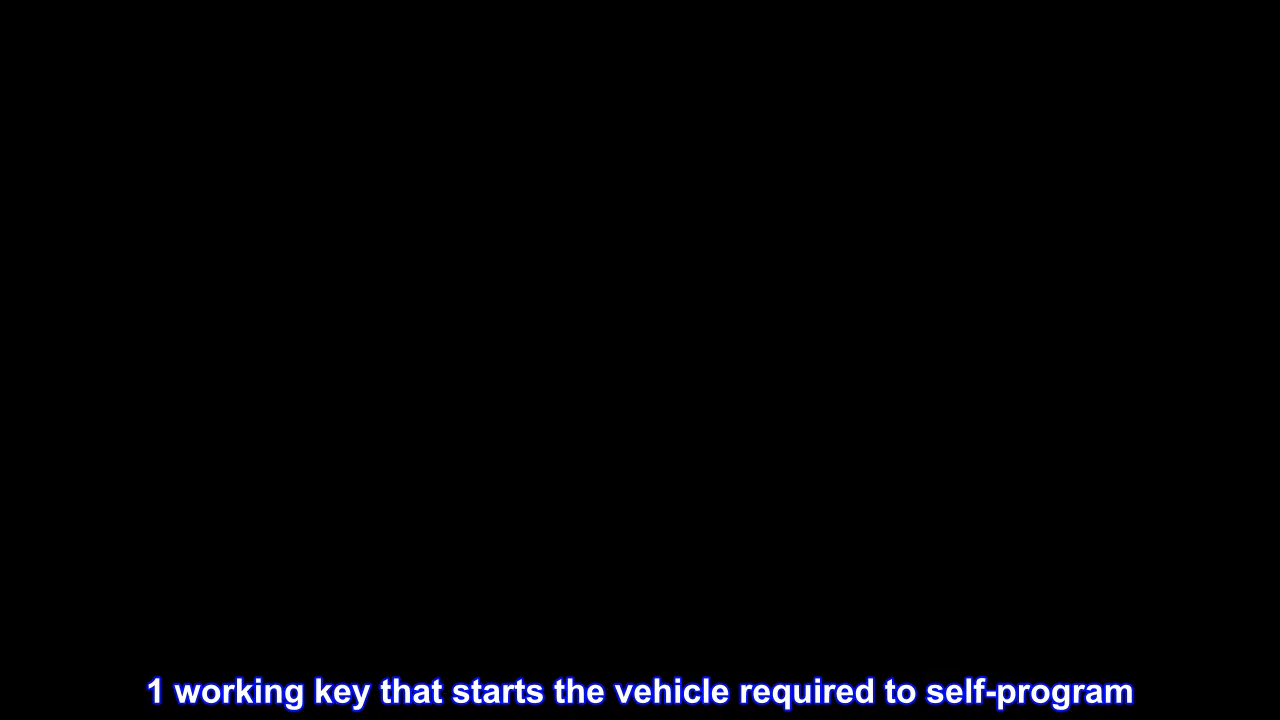 1 working key that starts the vehicle required to self-program